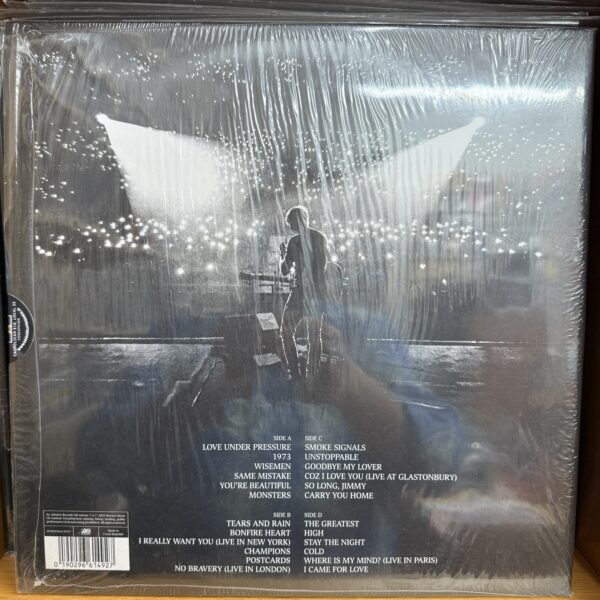 SIDE A
LOVE UNDER PRESSURE
1973
WISEMEN
SAME MISTAKE
YOU'RE BEAUTIFUL
MONSTERS
SIDE C
SMOKE SIGNALS
UNSTOPPABLE
GOODBYE MY LOVER
COZ I LOVE YOU (LIVE AT GLASTONBURY)
SO LONG, JIMMY
CARRY YOU HOME
SIDE B
TEARS AND RAIN
BONFIRE HEART
I REALLY WANT YOU (LIVE IN NEW YORK)
CHAMPIONS
POSTCARDS
NO BRAVERY (LIVE IN LONDON)
SIDE D
THE GREATEST
HIGH
STAY THE NIGHT
COLD
WHERE IS MY MIND? (LIVE IN PARIS)
I CAME FOR LOVE
0 190296 614927